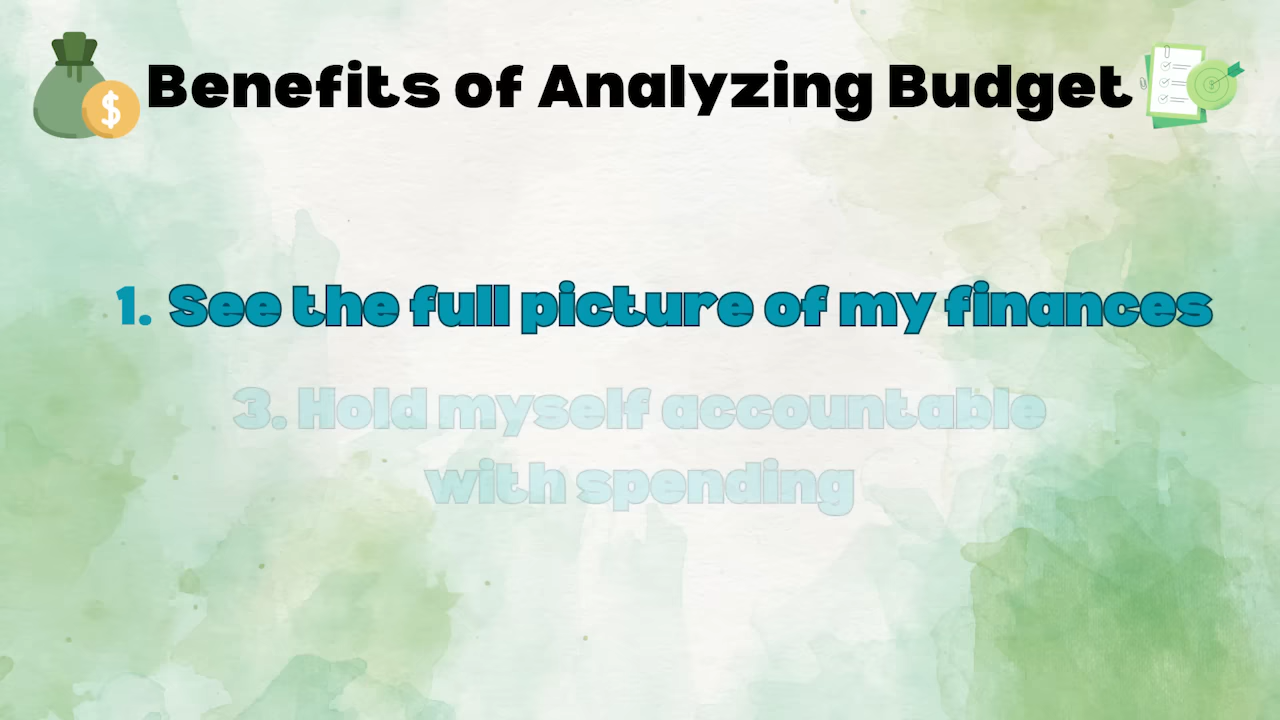 Benefits of Analyzing Budget
1. See the full picture of my finances
3. Hold myself accountable
with spending
$